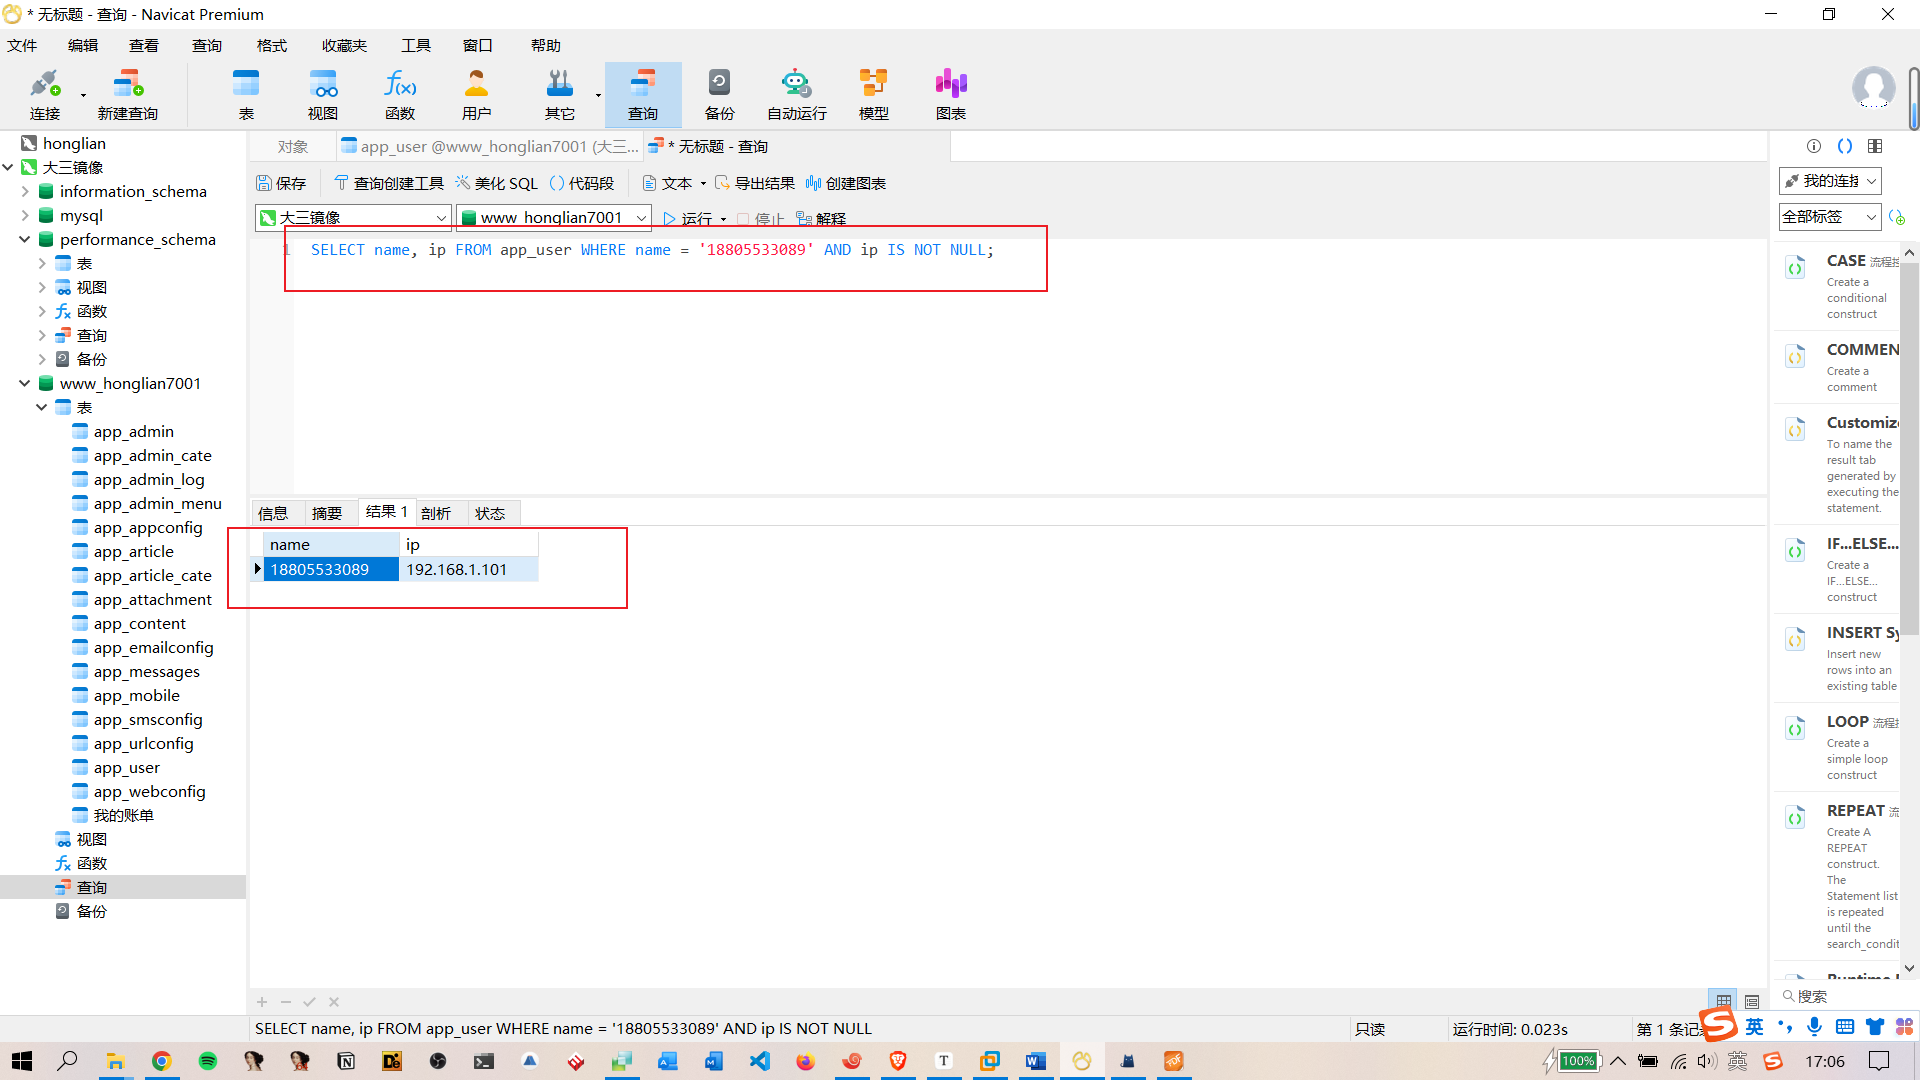 * 无标题 - 查询 - Navicat Premium
文件 编辑 查看 查询 格式 收藏夹 工具 窗口 帮助
连接 新建查询 表 视图 函数 用户 其它 查询 备份 自动运行 模型 图表
honglian
大三镜像
information_schema
mysql
performance_schema
表
视图
函数
查询
备份
www_honglian7001
表
app_admin
app_admin_cate
app_admin_log
app_admin_menu
app_appconfig
app_article
app_article_cate
app_attachment
app_content
app_emailconfig
app_messages
app_mobile
app_smsconfig
app_urlconfig
app_user
app_webconfig
我的账单
视图
函数
查询
备份
对象 app_user @www_honglian7001 (大三... * 无标题 - 查询
保存 查询创建工具 美化 SQL 代码段 文本 导出结果 创建图表
大三镜像 www_honglian7001 运行 停止 解释
1 SELECT name, ip FROM app_user WHERE name = '18805533089' AND ip IS NOT NULL;
信息 摘要 结果 1 剖析 状态
name ip
18805533089 192.168.1.101
SELECT name, ip FROM app_user WHERE name = '18805533089' AND ip IS NOT NULL
只读 运行时间: 0.023s 第 1 条记
我的连接
全部标签
CASE 流程
Create a
conditional
construct
COMMEN
Create a
comment
Customiz
To name the
result tab
generated by
executing the
statement.
IF...ELSE...
Create a
IF...ELSE...
construct
INSERT Sy
Insert new
rows into an
existing table
LOOP 流程
Create a
simple loop
construct
REPEAT 流
Create A
REPEAT
construct.
The
Statement list
is repeated
until the
search_condit
搜索
英
100% 英 17:06